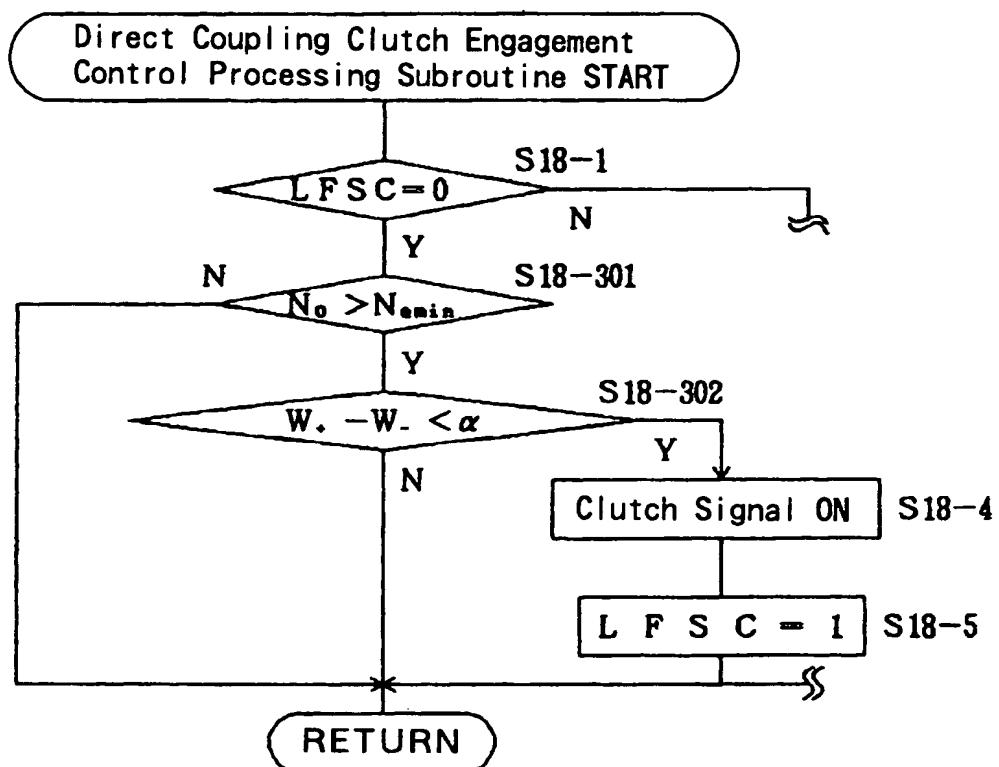 Direct Coupling Clutch Engagement
Control Processing Subroutine START
S18-1
LFSC=0
N
Y
N
S18-301
N₀ >Nₑₘᵢₙ
Y
S18-302
W₊ -W₋ <α
Y
N
Clutch Signal ON S18-4
L F S C = 1 S18-5
RETURN